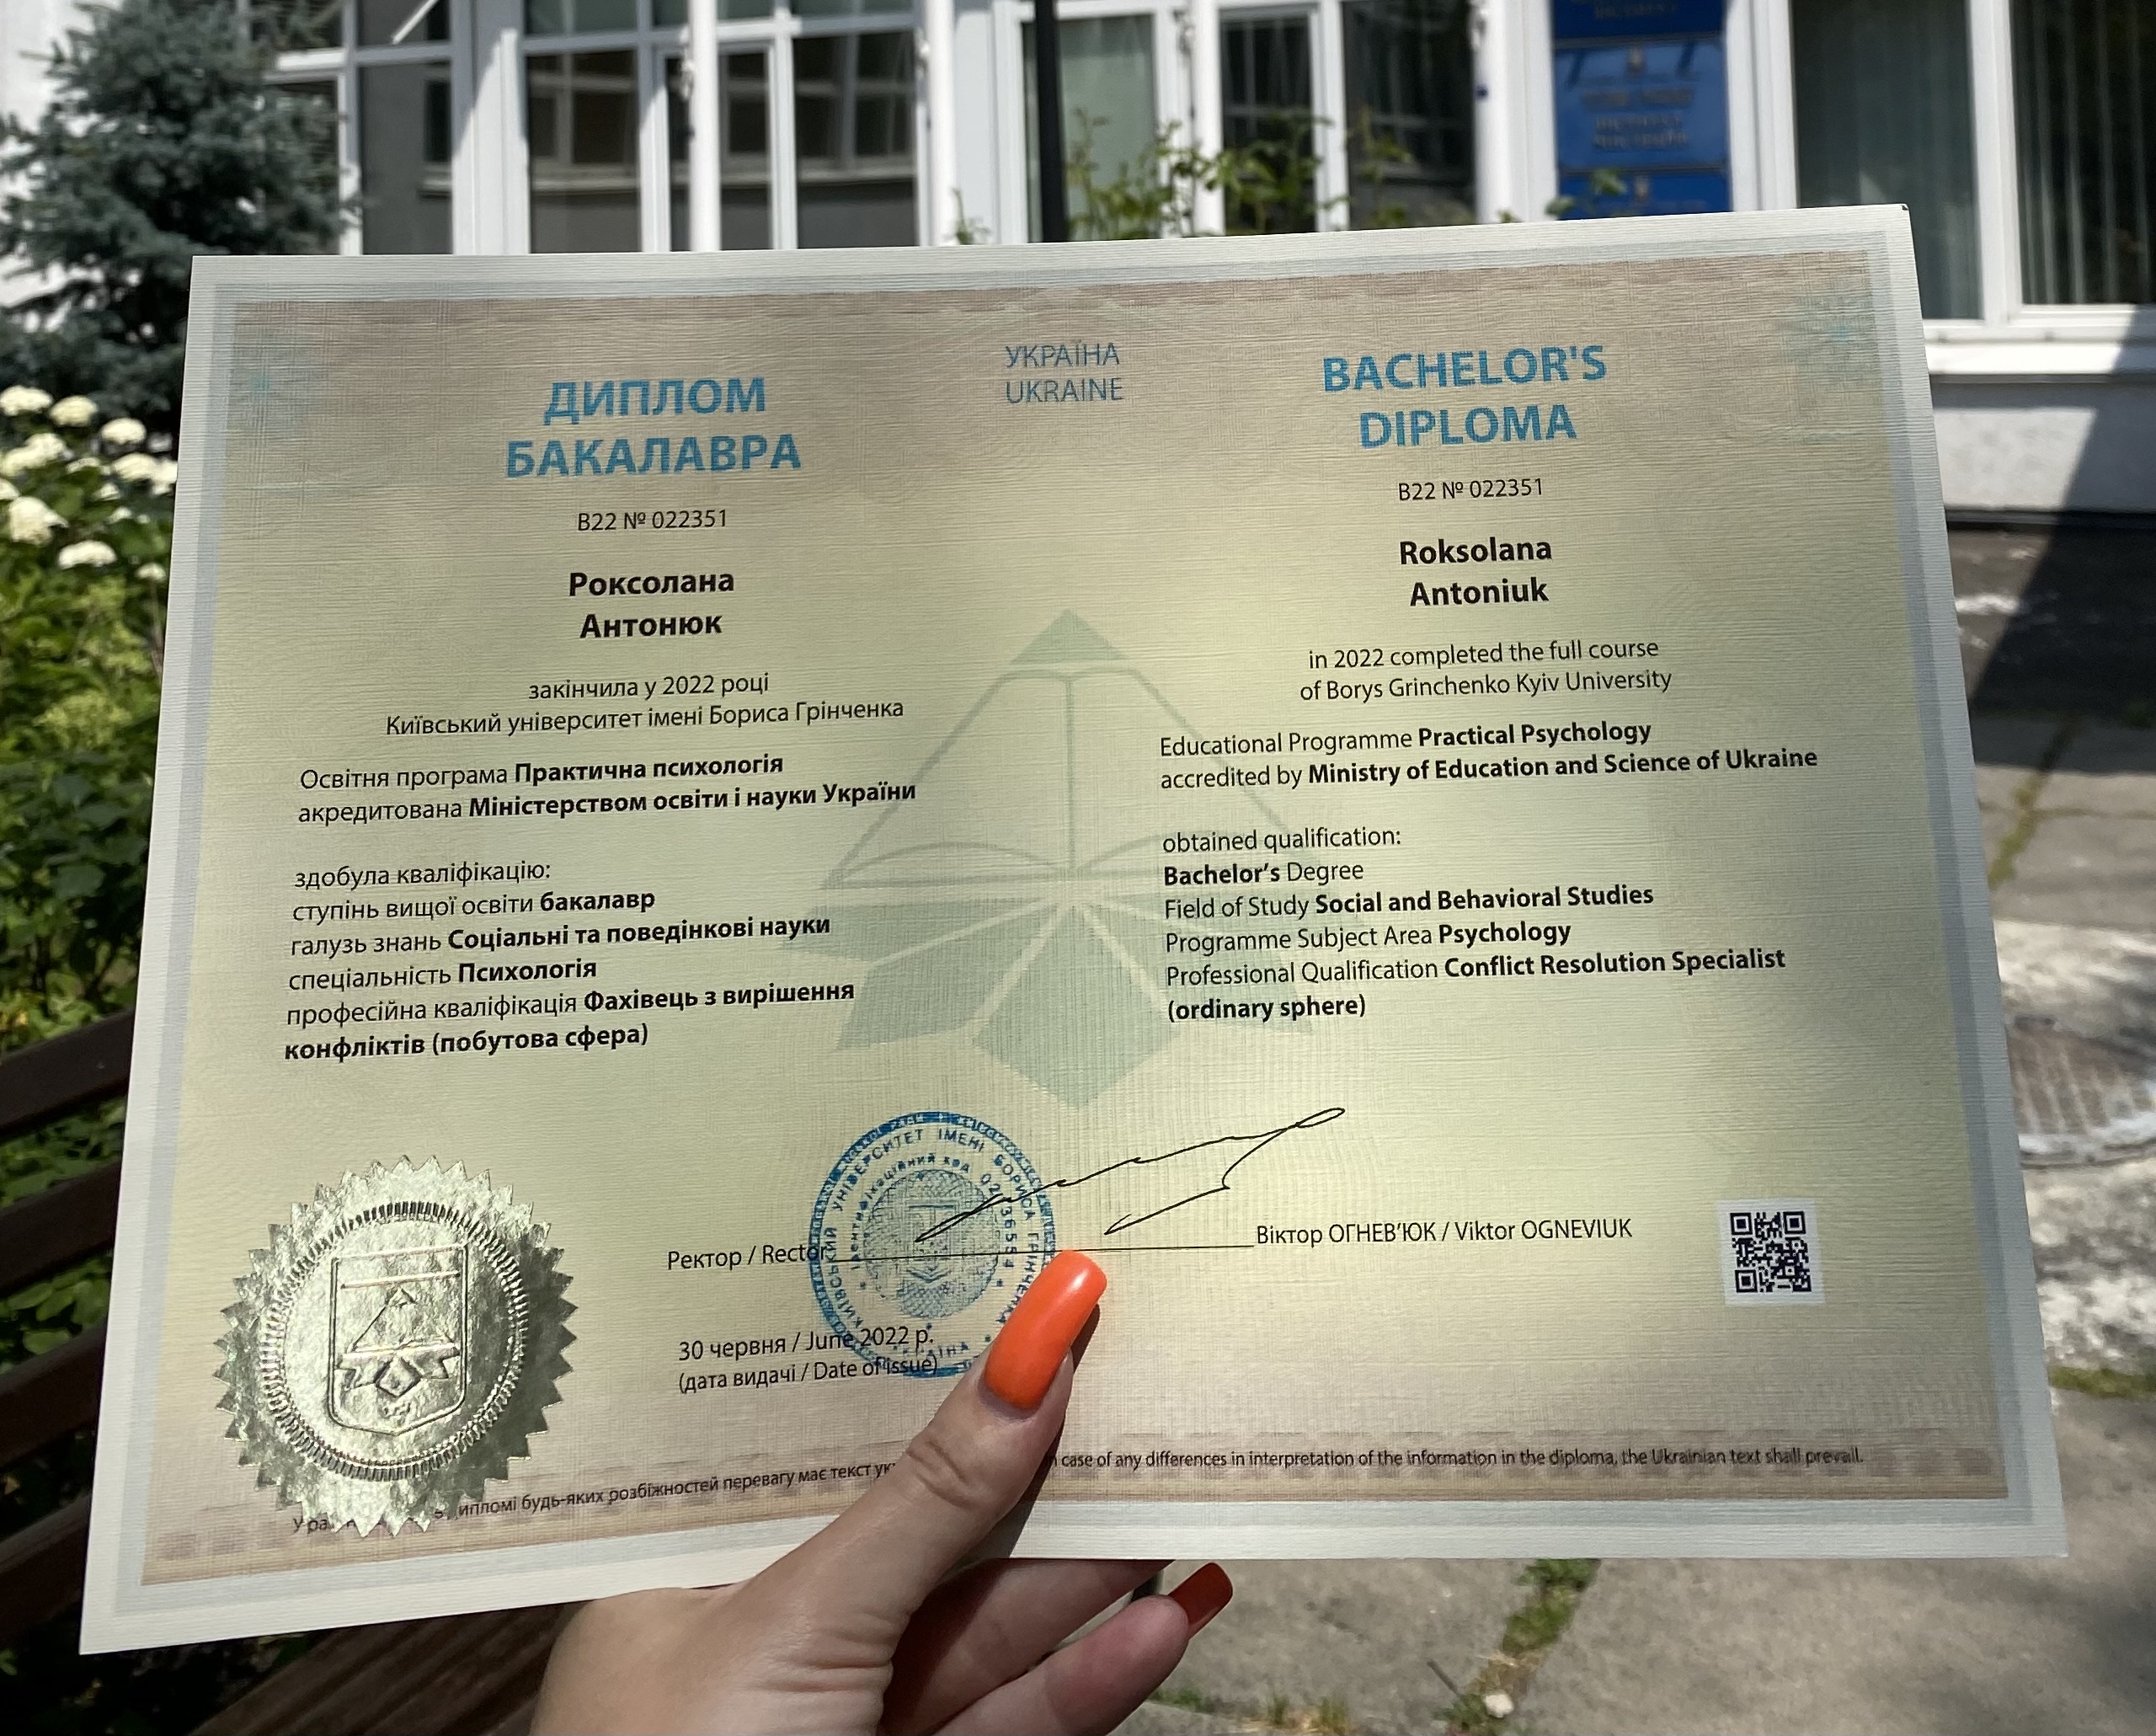 УКРАЇНА
UKRAINE
ДИПЛОМ
БАКАЛАВРА
B22 № 022351
Роксолана
Антонюк
закінчила у 2022 році
Київський університет імені Бориса Грінченка
Освітня програма Практична психологія
акредитована Міністерством освіти і науки України
здобула кваліфікацію:
ступінь вищої освіти бакалавр
галузь знань Соціальні та поведінкові науки
спеціальність Психологія
професійна кваліфікація Фахівець з вирішення
конфліктів (побутова сфера)
BACHELOR'S
DIPLOMA
B22 № 022351
Roksolana
Antoniuk
in 2022 completed the full course
of Borys Grinchenko Kyiv University
Educational Programme Practical Psychology
accredited by Ministry of Education and Science of Ukraine
obtained qualification:
Bachelor’s Degree
Field of Study Social and Behavioral Studies
Programme Subject Area Psychology
Professional Qualification Conflict Resolution Specialist
(ordinary sphere)
КИЇВСЬКИЙ УНІВЕРСИТЕТ ІМЕНІ БОРИСА ГРІНЧЕНКА
Ідентифікаційний код
Ректор / Rector
Віктор ОГНЕВ’ЮК / Viktor OGNEVIUK
30 червня / June 2022 р.
(дата видачі / Date of issue)
будь-яких розбіжностей перевагу має текст
case of any differences in interpretation of the information in the diploma, the Ukrainian text shall prevail.